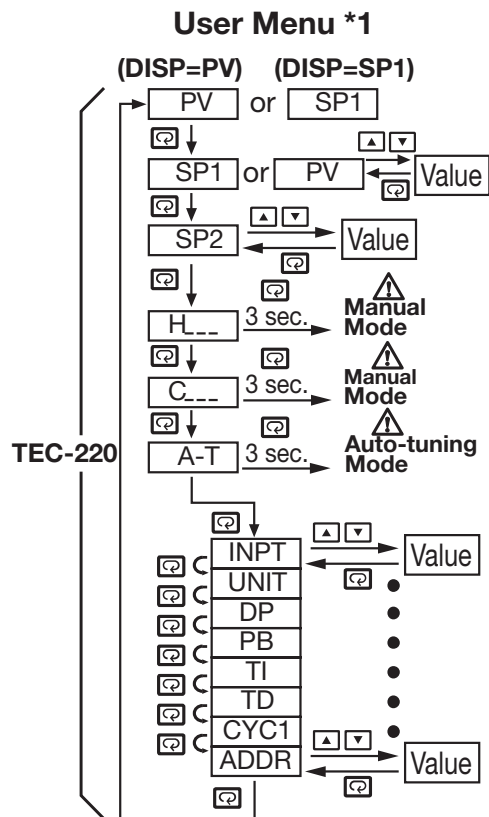 User Menu *1
(DISP=PV) (DISP=SP1)
PV or SP1
SP1 or PV Value
SP2 Value
H_ _ _ 3 sec. Manual Mode
C_ _ _ 3 sec. Manual Mode
TEC-220
A-T 3 sec. Auto-tuning Mode
INPT Value
UNIT
DP
PB
TI
TD
CYC1
ADDR Value